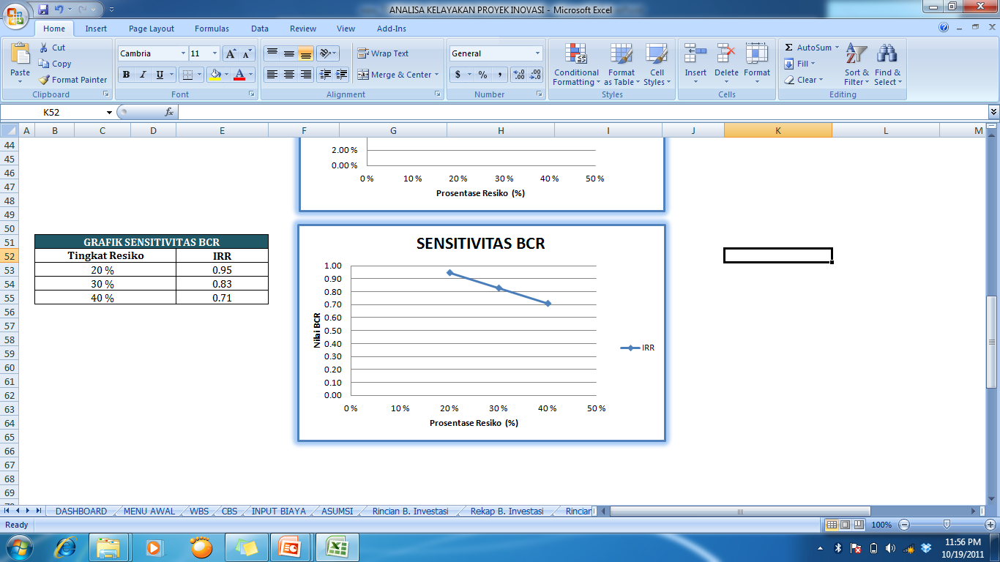 ANALISA KELAYAKAN PROYEK INOVASI - Microsoft Excel
Home Insert Page Layout Formulas Data Review View Add-Ins
Paste
Cut
Copy
Format Painter
Clipboard
Cambria 11
B I U
Font
Wrap Text
Merge & Center
Alignment
General
$ % ,
Number
Conditional Formatting
Format as Table
Cell Styles
Styles
Insert Delete Format
Cells
AutoSum
Fill
Clear
Sort & Filter
Find & Select
Editing
K52 fx
A B C D E F G H I J K L M
44
45
46
47
48
49
50
51
52
53
54
55
56
57
58
59
60
61
62
63
64
65
66
67
68
69
2.00 %
0.00 %
0 % 10 % 20 % 30 % 40 % 50 %
Prosentase Resiko (%)
GRAFIK SENSITIVITAS BCR
Tingkat Resiko IRR
20 % 0.95
30 % 0.83
40 % 0.71
SENSITIVITAS BCR
1.00
0.90
0.80
0.70
0.60
0.50
0.40
0.30
0.20
0.10
0.00
Nilai BCR
IRR
0 % 10 % 20 % 30 % 40 % 50 %
Prosentase Resiko (%)
DASHBOARD MENU AWAL WBS CBS INPUT BIAYA ASUMSI Rincian B. Investasi Rekap B. Investasi Rincian
Ready 100%
11:56 PM
10/19/2011